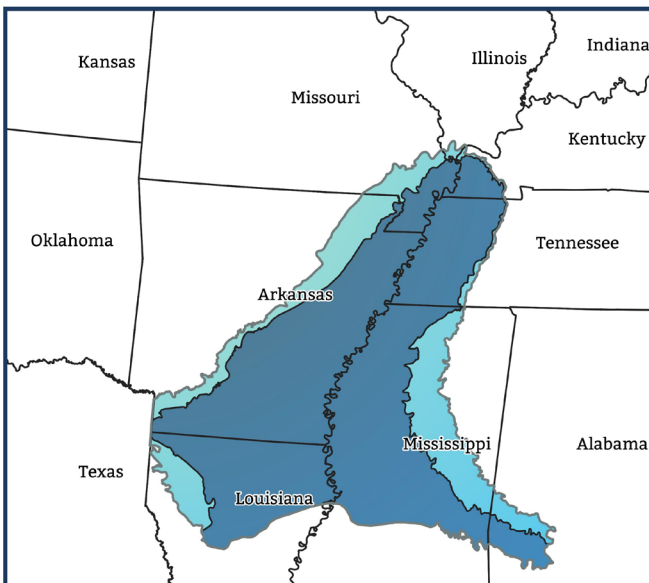 Indiana
Illinois
Kansas
Missouri
Kentucky
Oklahoma
Tennessee
Arkansas
Mississippi
Alabama
Texas
Louisiana